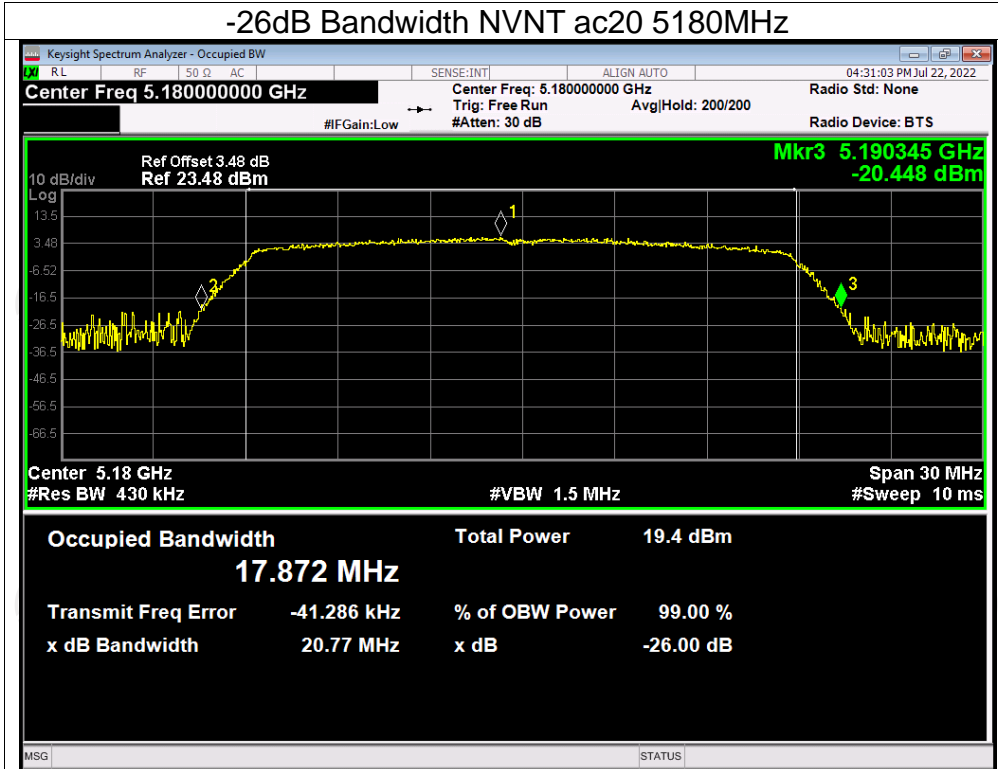 -26dB Bandwidth NVNT ac20 5180MHz
Keysight Spectrum Analyzer - Occupied BW
LXI RL RF 50 Ω AC SENSE:INT ALIGN AUTO 04:31:03 PM Jul 22, 2022
Center Freq 5.180000000 GHz Center Freq: 5.180000000 GHz Radio Std: None
Trig: Free Run Avg|Hold: 200/200
#IFGain:Low #Atten: 30 dB Radio Device: BTS
Mkr3 5.190345 GHz
-20.448 dBm
Ref Offset 3.48 dB
10 dB/div Ref 23.48 dBm
Log
13.5
3.48
-6.52
-16.5
-26.5
-36.5
-46.5
-56.5
-66.5
1
2
3
Center 5.18 GHz Span 30 MHz
#Res BW 430 kHz #VBW 1.5 MHz #Sweep 10 ms
Occupied Bandwidth Total Power 19.4 dBm
17.872 MHz
Transmit Freq Error -41.286 kHz % of OBW Power 99.00 %
x dB Bandwidth 20.77 MHz x dB -26.00 dB
MSG STATUS